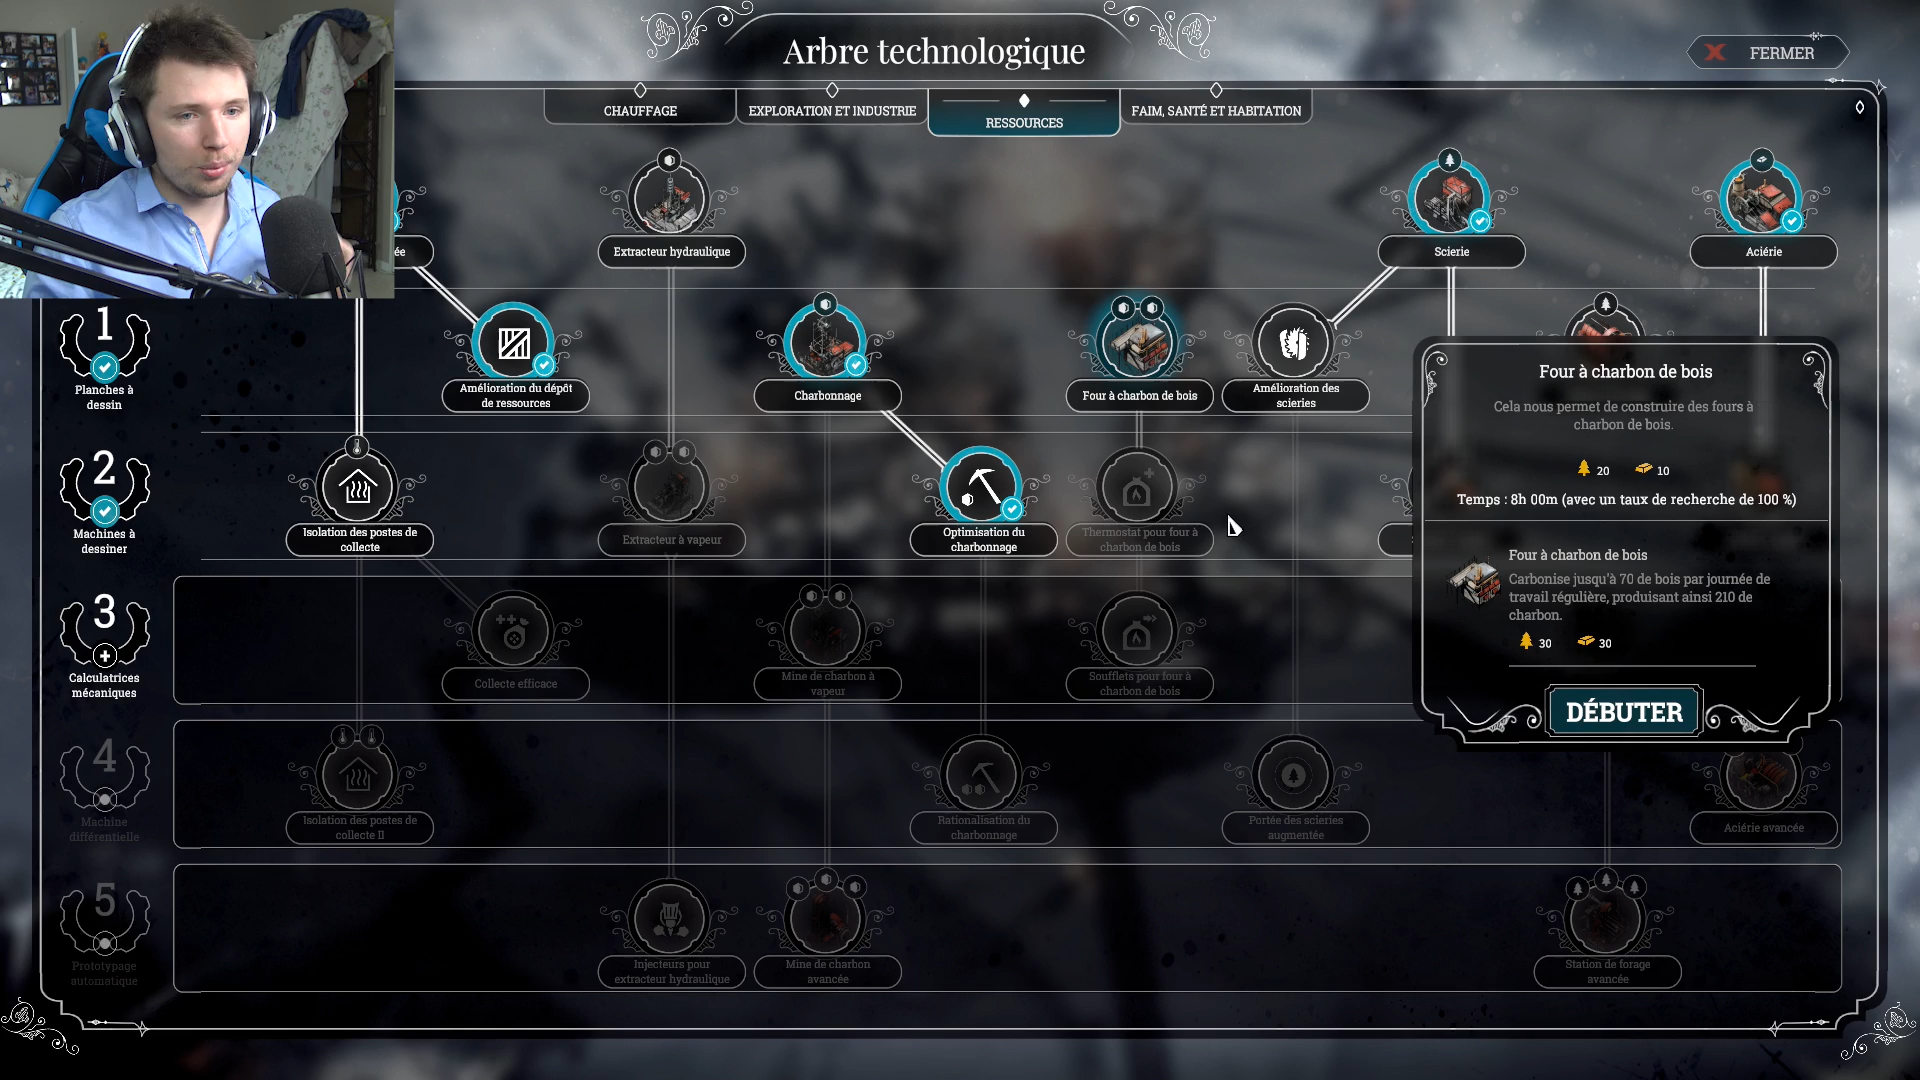 Arbre technologique
FERMER
CHAUFFAGE
EXPLORATION ET INDUSTRIE
RESSOURCES
FAIM, SANTÉ ET HABITATION
ée
Extracteur hydraulique
Scierie
Aciérie
1
Planches à
dessin
Amélioration du dépôt
de ressources
Charbonnage
Four à charbon de bois
Amélioration des
scieries
2
Machines à
dessiner
Isolation des postes de
collecte
Extracteur à vapeur
Optimisation du
charbonnage
Thermostat pour four à
charbon de bois
3
Calculatrices
mécaniques
Collecte efficace
Mine de charbon à
vapeur
Soufflets pour four à
charbon de bois
4
Machine
différentielle
Isolation des postes de
collecte II
Rationalisation du
charbonnage
Portée des scieries
augmentée
Aciérie avancée
5
Prototypage
automatique
Injecteurs pour
extracteur hydraulique
Mine de charbon
avancée
Station de forage
avancée
Four à charbon de bois
Cela nous permet de construire des fours à
charbon de bois.
20 10
Temps : 8h 00m (avec un taux de recherche de 100 %)
Four à charbon de bois
Carbonise jusqu'à 70 de bois par journée de
travail régulière, produisant ainsi 210 de
charbon.
30 30
DÉBUTER